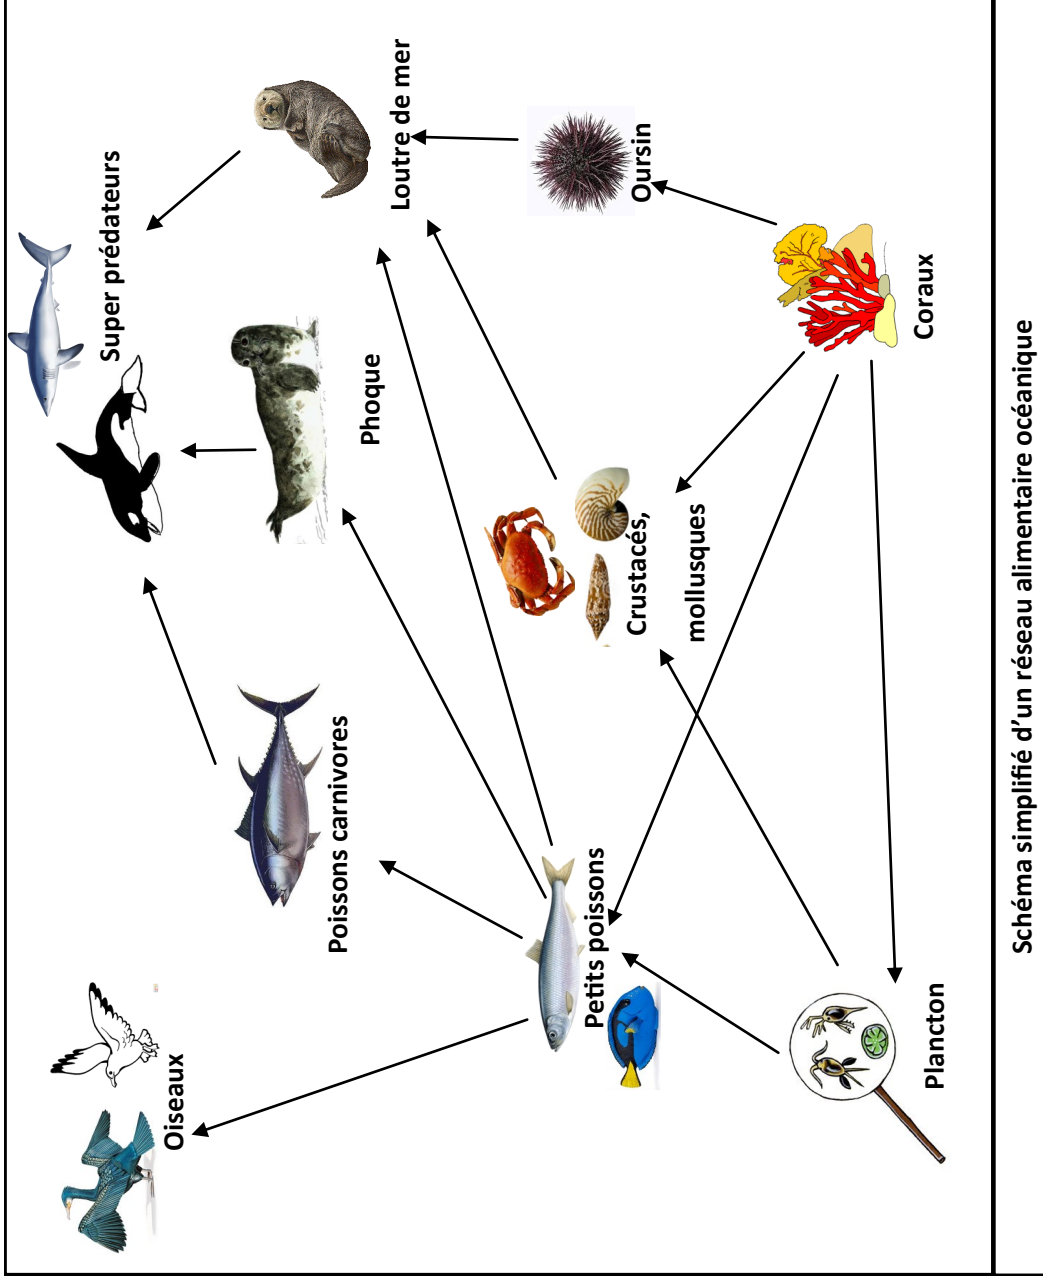 Oiseaux
Super prédateurs
Poissons carnivores
Phoque
Loutre de mer
Petits poissons
Crustacés,
mollusques
Oursin
Plancton
Coraux
Schéma simplifié d’un réseau alimentaire océanique